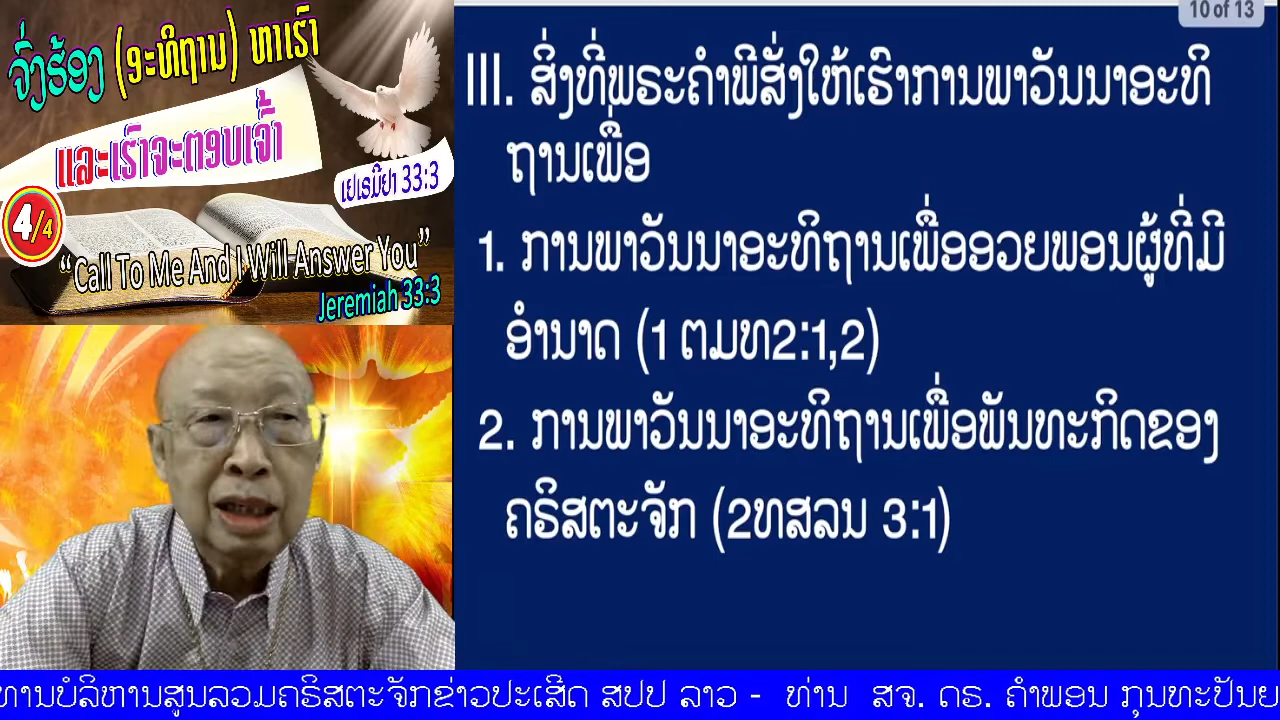 ຈົ່ງຮ້ອງ (ອະທິຖານ) ຫາເຮົາ
ແລະເຮົາຈະຕອບເຈົ້າ
ເຢເຣມີຢາ 33:3
4/4
“Call To Me And I Will Answer You”
Jeremiah 33:3
10 of 13
III. ສິ່ງທີ່ພຣະຄຳພີສັ່ງໃຫ້ເຮົາການພາວັນນາອະທິ
ຖານເພື່ອ
1. ການພາວັນນາອະທິຖານເພື່ອອວຍພອນຜູ້ທີ່ມີ
ອຳນາດ (1 ຕມທ2:1,2)
2. ການພາວັນນາອະທິຖານເພື່ອພັນທະກິດຂອງ
ຄຣິສຕະຈັກ (2ທສລນ 3:1)
ທານບໍລິຫານສູນລວມຄຣິສຕະຈັກຂ່າວປະເສີດ ສປປ ລາວ - ທ່ານ ສຈ. ດຣ. ຄຳພອນ ກຸນທະປັນຍ